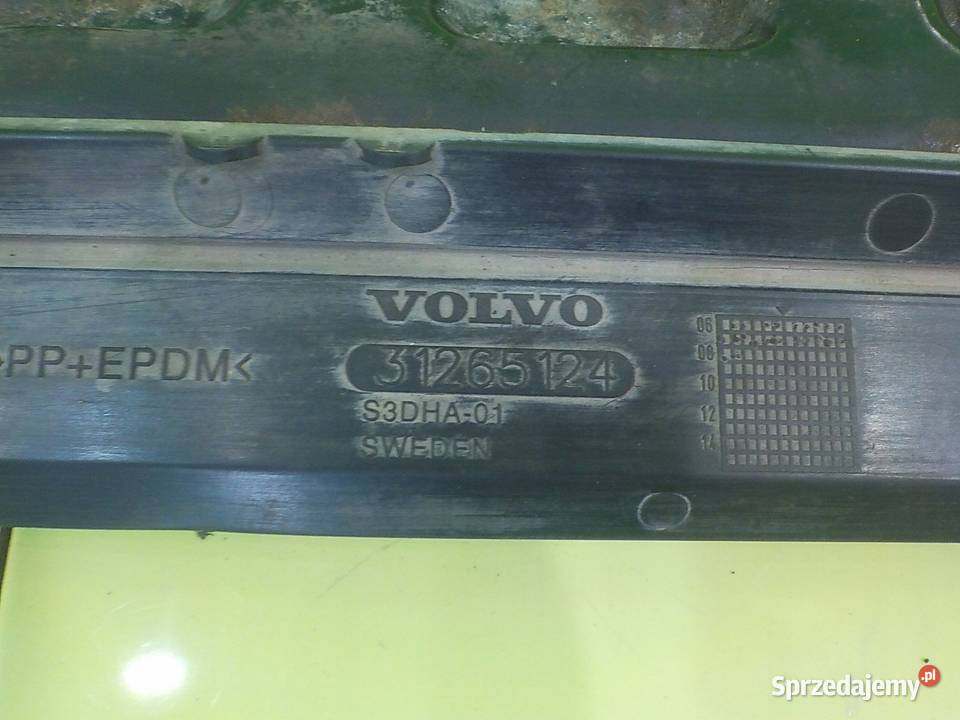 VOLVO
>PP+EPDM<
31265124
S3DHA-01
SWEDEN
06
08
10
12
14
Sprzedajemy.pl